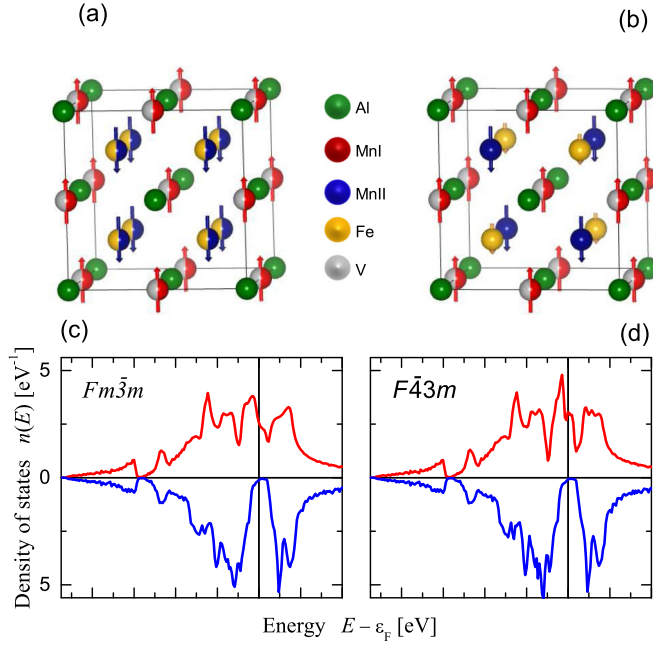 (a)
(b)
Al
MnI
MnII
Fe
V
(c)
(d)
Fm3̄m
F4̄3m
5
0
5
Density of states n(E) [eV⁻¹]
Energy E – εF [eV]